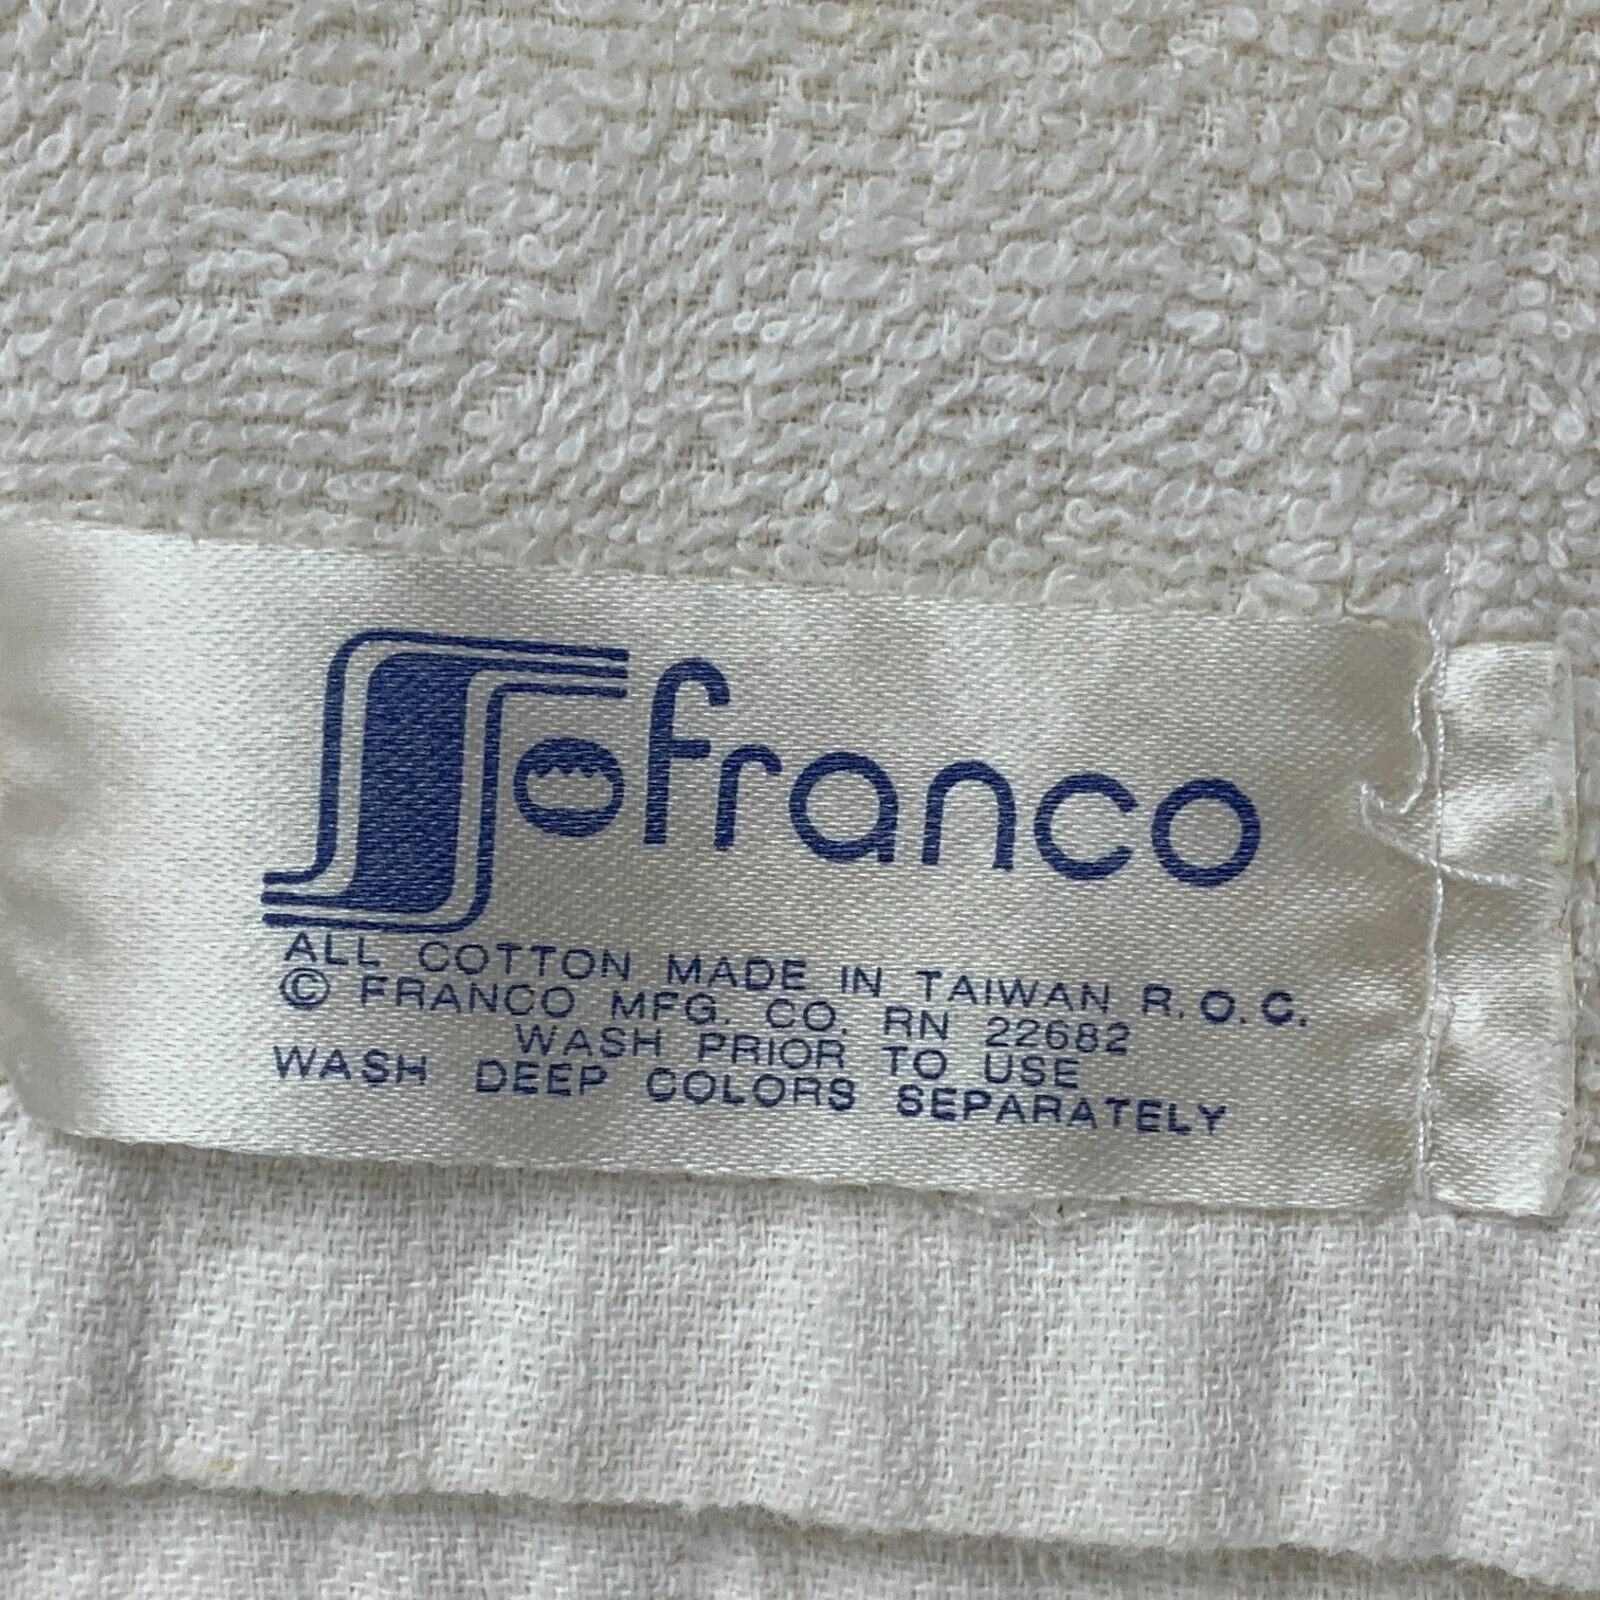 franco
ALL COTTON MADE IN TAIWAN R.O.C.
© FRANCO MFG. CO. RN 22682
WASH PRIOR TO USE
WASH DEEP COLORS SEPARATELY